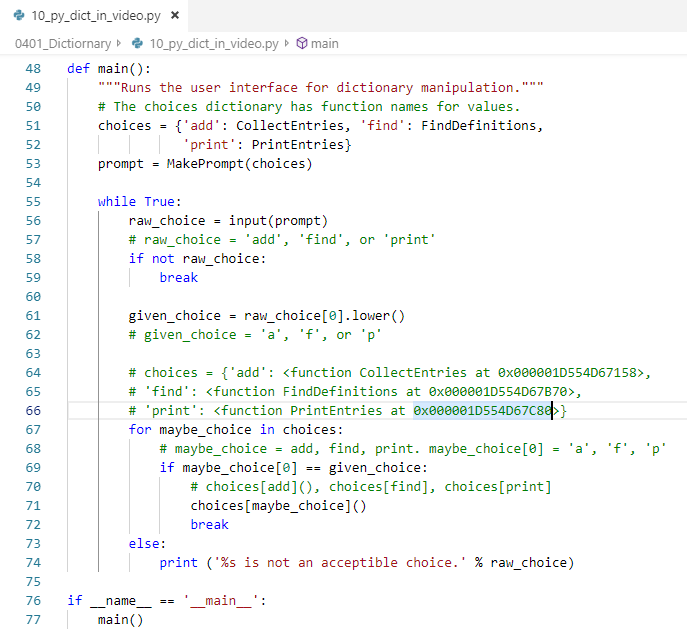 10_py_dict_in_video.py ×
0401_Dictiornary › 10_py_dict_in_video.py › main
48 def main():
49     """Runs the user interface for dictionary manipulation."""
50     # The choices dictionary has function names for values.
51     choices = {'add': CollectEntries, 'find': FindDefinitions,
52                'print': PrintEntries}
53     prompt = MakePrompt(choices)
54
55     while True:
56         raw_choice = input(prompt)
57         # raw_choice = 'add', 'find', or 'print'
58         if not raw_choice:
59             break
60
61         given_choice = raw_choice[0].lower()
62         # given_choice = 'a', 'f', or 'p'
63
64         # choices = {'add': <function CollectEntries at 0x000001D554D67158>,
65         # 'find': <function FindDefinitions at 0x000001D554D67B70>,
66         # 'print': <function PrintEntries at 0x000001D554D67C80>}
67         for maybe_choice in choices:
68             # maybe_choice = add, find, print. maybe_choice[0] = 'a', 'f', 'p'
69             if maybe_choice[0] == given_choice:
70                 # choices[add](), choices[find], choices[print]
71                 choices[maybe_choice]()
72                 break
73         else:
74             print ('%s is not an acceptible choice.' % raw_choice)
75
76 if __name__ == '__main__':
77     main()